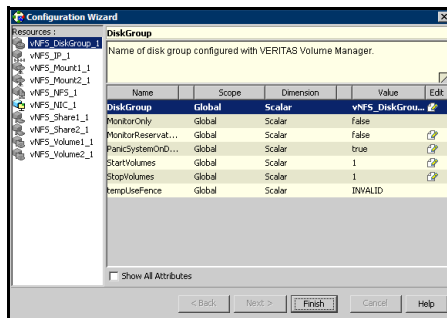 Configuration Wizard
Resources :
vNFS_DiskGroup_1
vNFS_IP_1
vNFS_Mount1_1
vNFS_Mount2_1
vNFS_NFS_1
vNFS_NIC_1
vNFS_Share1_1
vNFS_Share2_1
vNFS_Volume1_1
vNFS_Volume2_1
DiskGroup
Name of disk group configured with VERITAS Volume Manager.
Name Scope Dimension Value Edit
DiskGroup Global Scalar vNFS_DiskGrou...
MonitorOnly Global Scalar false
MonitorReservat... Global Scalar false
PanicSystemOnD... Global Scalar true
StartVolumes Global Scalar 1
StopVolumes Global Scalar 1
tempUseFence Global Scalar INVALID
Show All Attributes
< Back Next > Finish Cancel Help